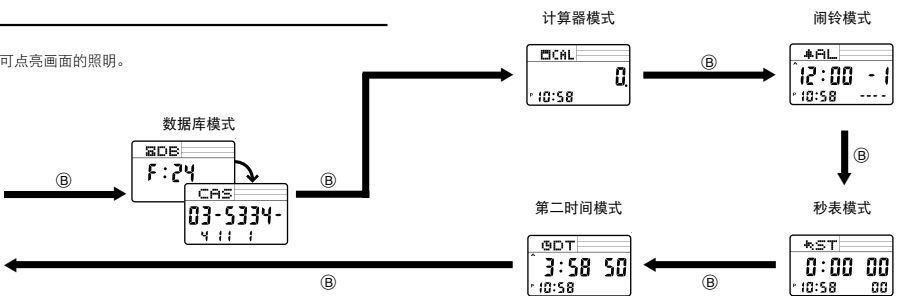 计算器模式
闹铃模式
可点亮画面的照明。
CAL
0.
P 10:58
Ⓑ
AL
12:00 - 1
P 10:58 ----
数据库模式
DB
F:24
CAS
03-5334-
411 1
Ⓑ
Ⓑ
Ⓑ
第二时间模式
秒表模式
DT
3:58 50
P 10:58
ST
0:00 00
P 10:58 00
Ⓑ
Ⓑ